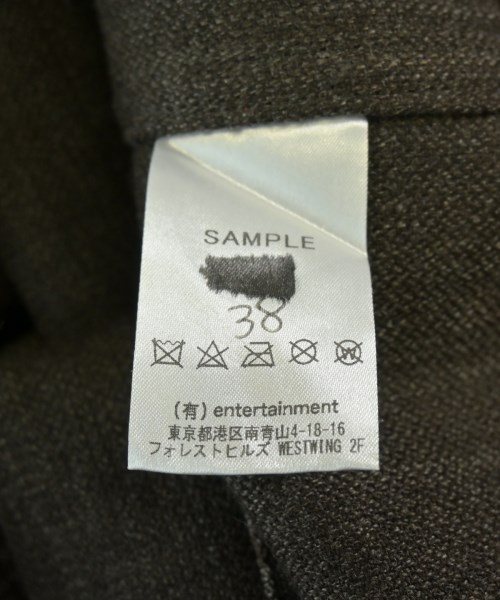 SAMPLE
38
(有) entertainment
東京都港区南青山4-18-16
フォレストヒルズ WESTWING 2F